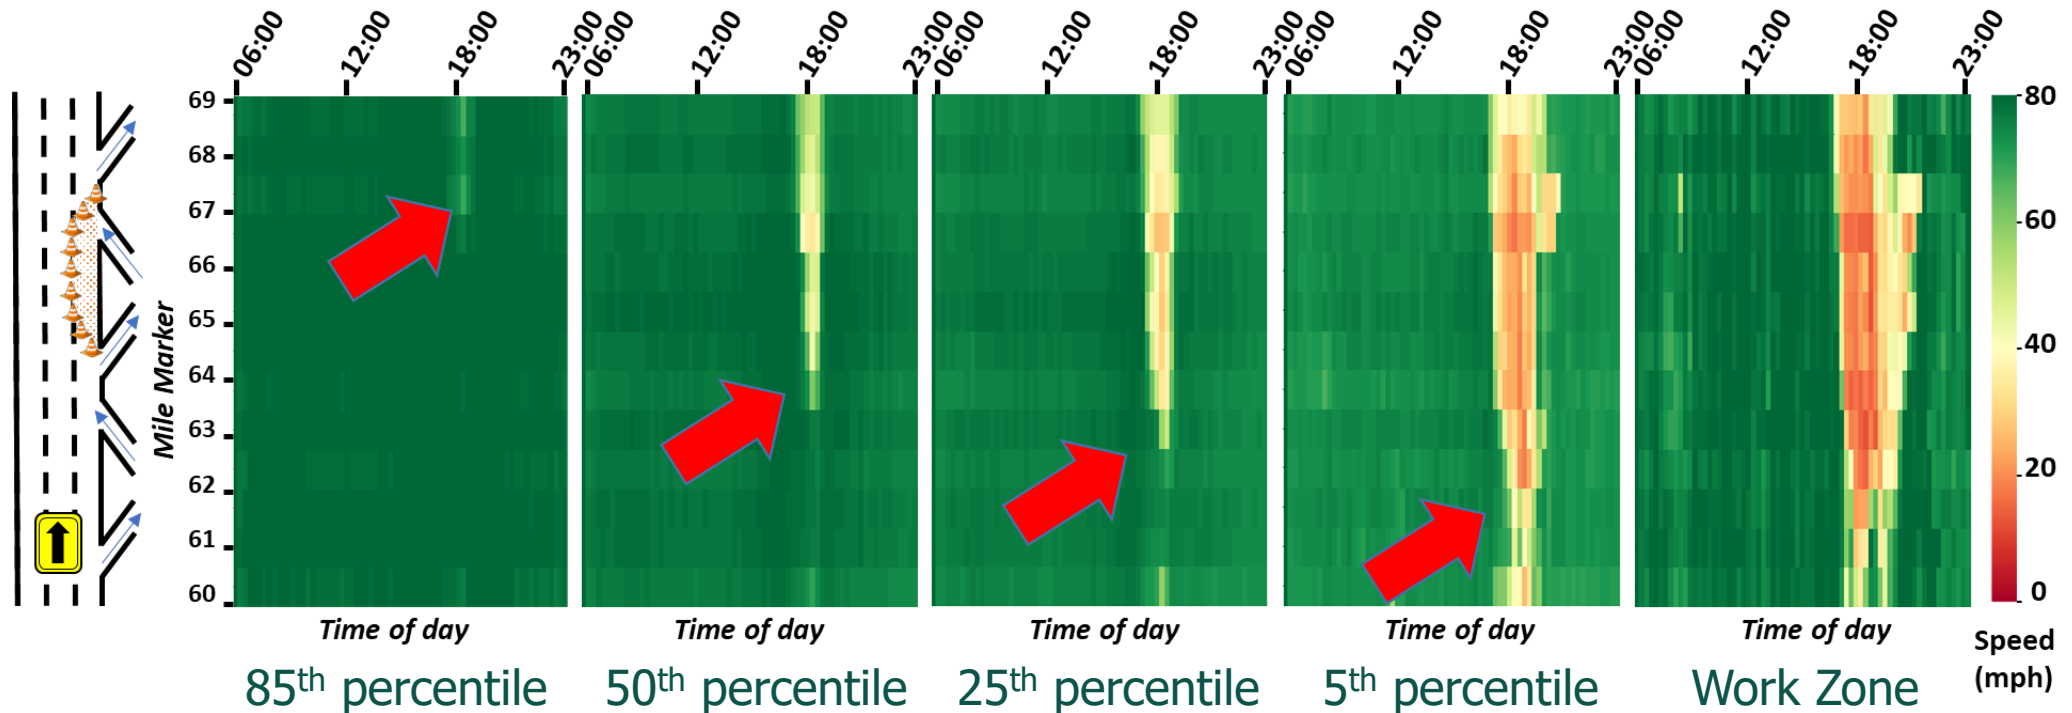 06:00 12:00 18:00 23:00 06:00 12:00 18:00 23:00 06:00 12:00 18:00 23:00 06:00 12:00 18:00 23:00 06:00 12:00 18:00 23:00
69
68
67
66
65
64
63
62
61
60
Mile Marker
80
60
40
20
0
Speed
(mph)
Time of day Time of day Time of day Time of day Time of day
85th percentile 50th percentile 25th percentile 5th percentile Work Zone